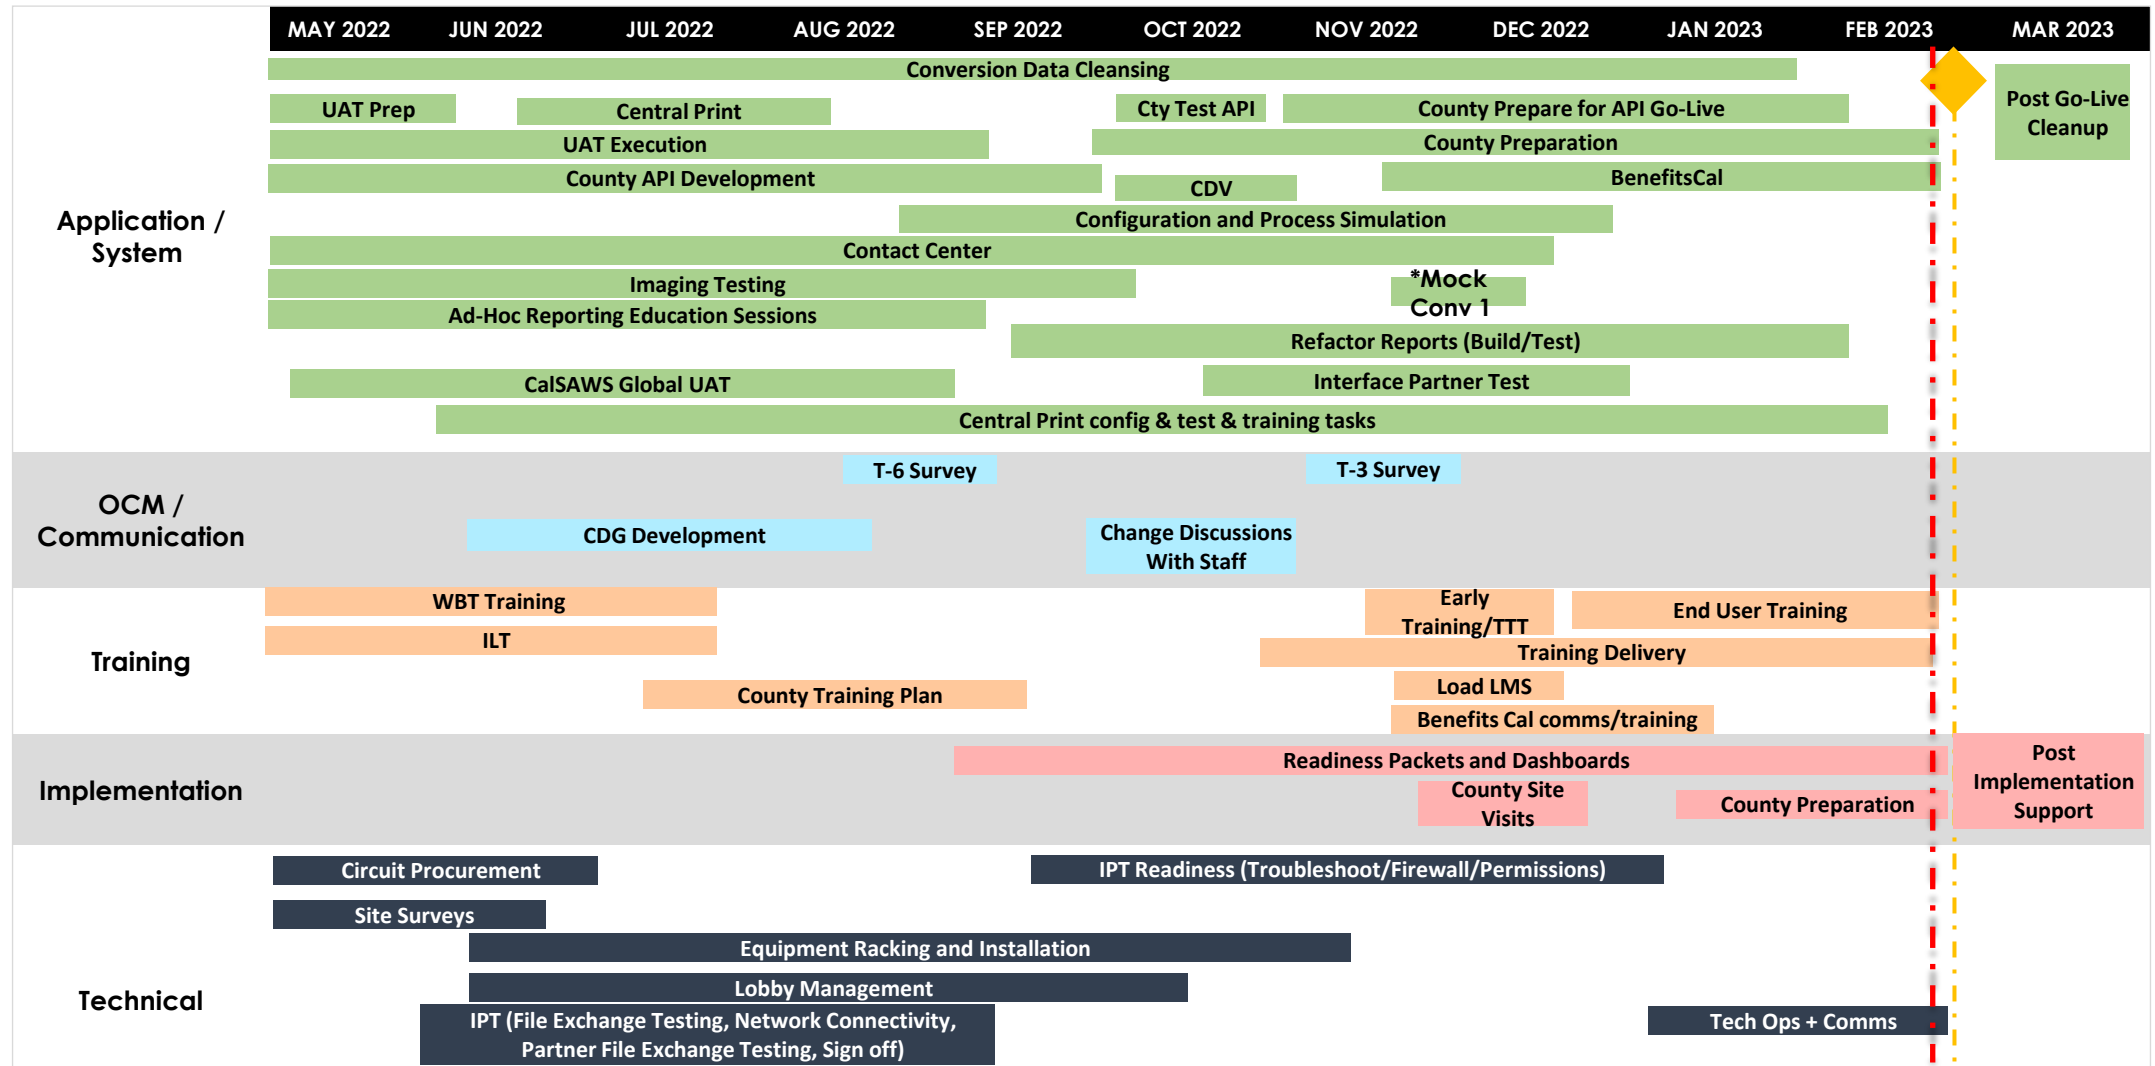 MAY 2022 JUN 2022 JUL 2022 AUG 2022 SEP 2022 OCT 2022 NOV 2022 DEC 2022 JAN 2023 FEB 2023 MAR 2023
Application /
System
Conversion Data Cleansing
Post Go-Live
Cleanup
UAT Prep
Central Print
Cty Test API
County Prepare for API Go-Live
UAT Execution
County Preparation
County API Development
CDV
BenefitsCal
Configuration and Process Simulation
Contact Center
Imaging Testing
*Mock
Conv 1
Ad-Hoc Reporting Education Sessions
Refactor Reports (Build/Test)
CalSAWS Global UAT
Interface Partner Test
Central Print config & test & training tasks
OCM /
Communication
T-6 Survey
T-3 Survey
CDG Development
Change Discussions
With Staff
Training
WBT Training
Early
Training/TTT
End User Training
ILT
Training Delivery
County Training Plan
Load LMS
Benefits Cal comms/training
Implementation
Readiness Packets and Dashboards
County Site
Visits
County Preparation
Post
Implementation
Support
Technical
Circuit Procurement
IPT Readiness (Troubleshoot/Firewall/Permissions)
Site Surveys
Equipment Racking and Installation
Lobby Management
IPT (File Exchange Testing, Network Connectivity,
Partner File Exchange Testing, Sign off)
Tech Ops + Comms